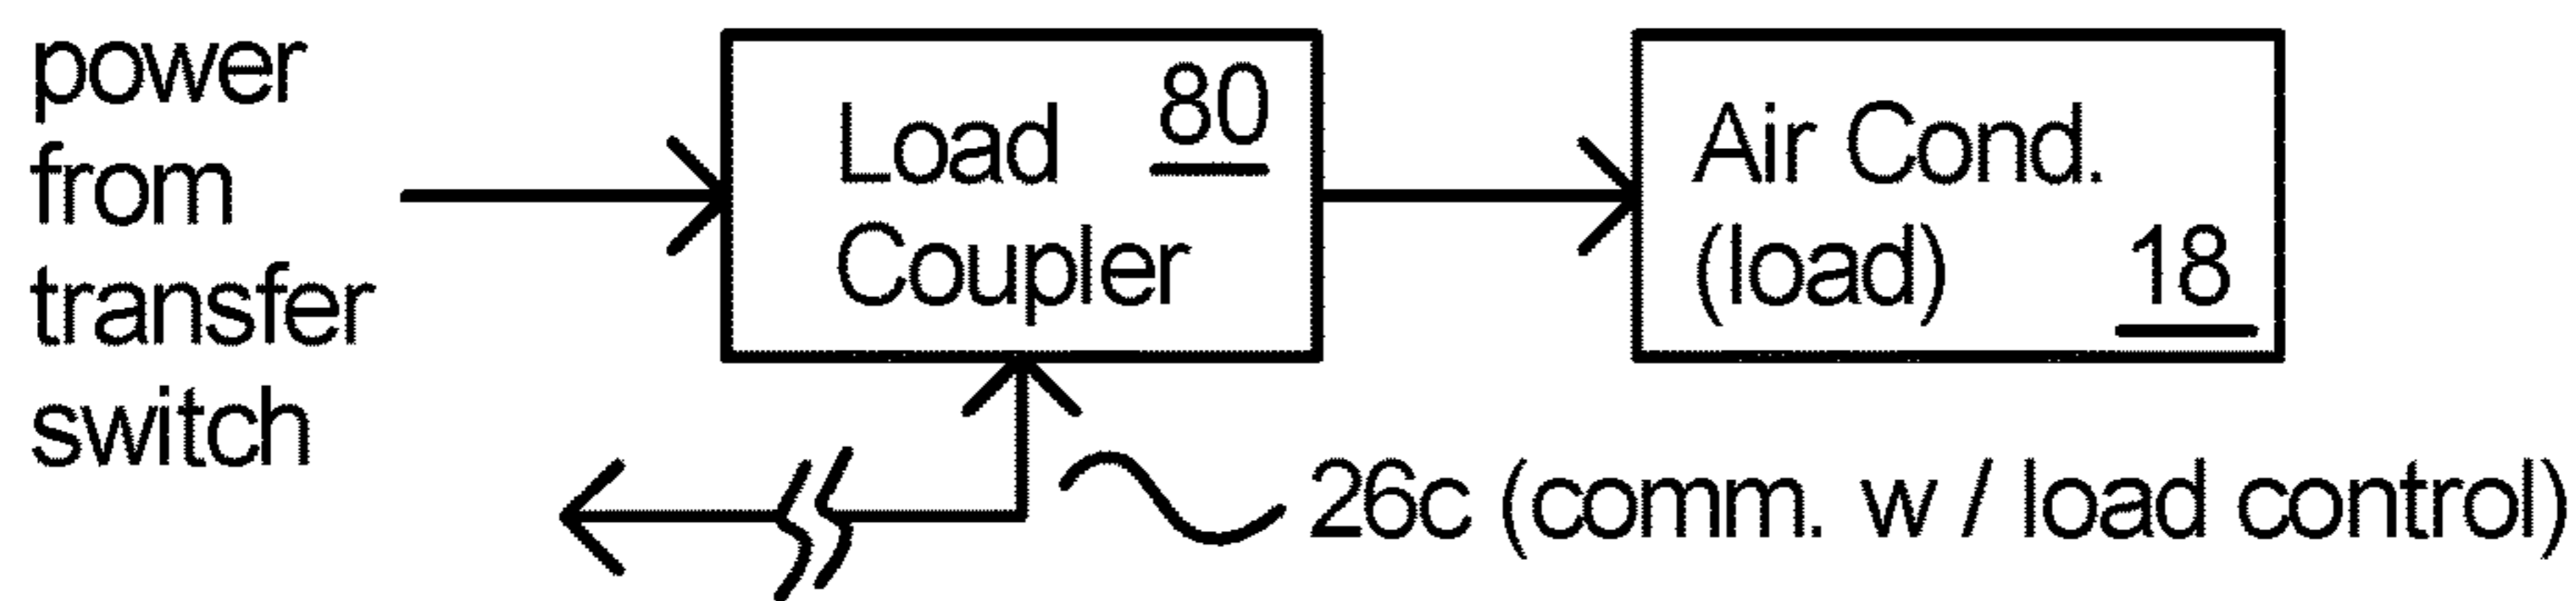 power
from
transfer
switch
Load 80
Coupler
Air Cond.
(load) 18
26c (comm. w / load control)